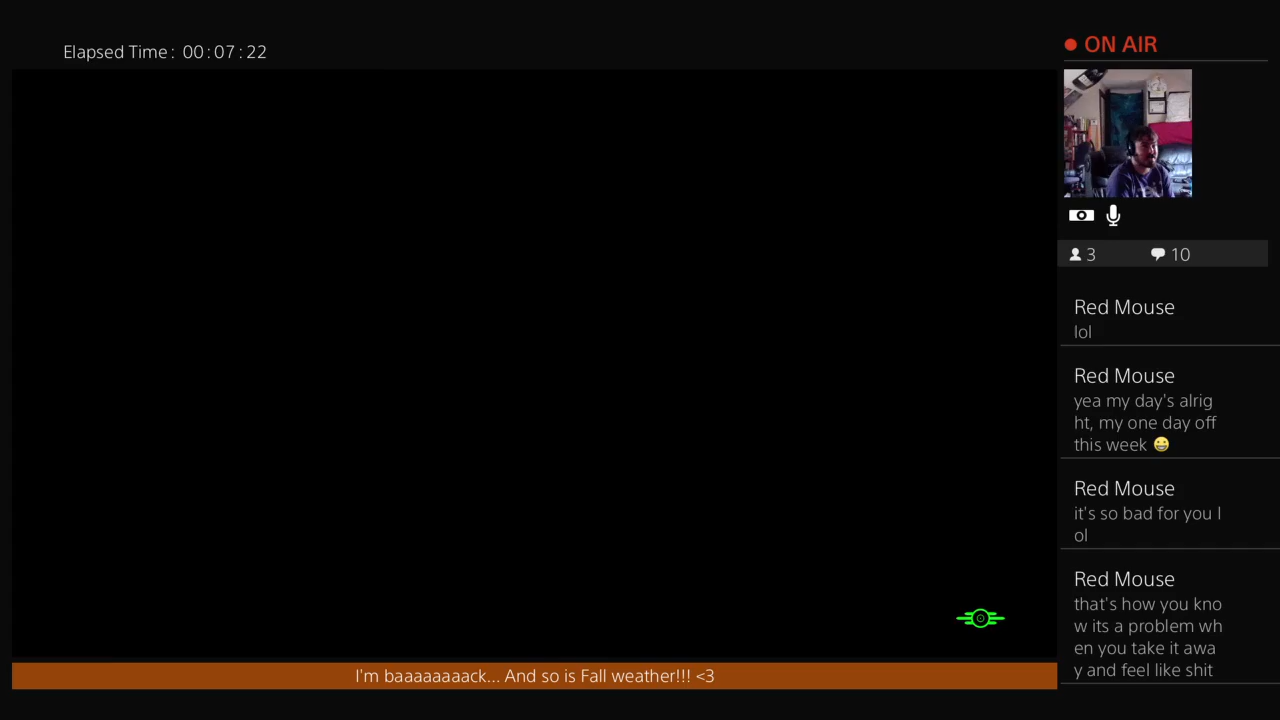 Elapsed Time: 00:07:22
ON AIR
3 10
Red Mouse
lol
Red Mouse
yea my day's alrig
ht, my one day off
this week 😀
Red Mouse
it's so bad for you l
ol
Red Mouse
that's how you kno
w its a problem wh
en you take it awa
y and feel like shit
I'm baaaaaaaack... And so is Fall weather!!! <3